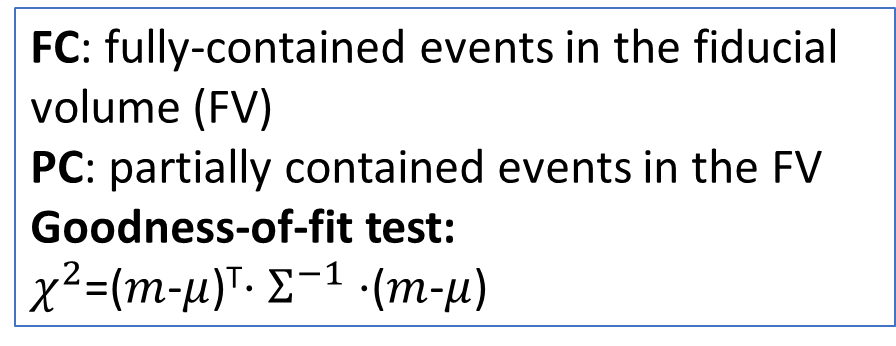 FC: fully-contained events in the fiducial
volume (FV)
PC: partially contained events in the FV
Goodness-of-fit test:
χ²=(m-μ)ᵀ· Σ⁻¹ ·(m-μ)